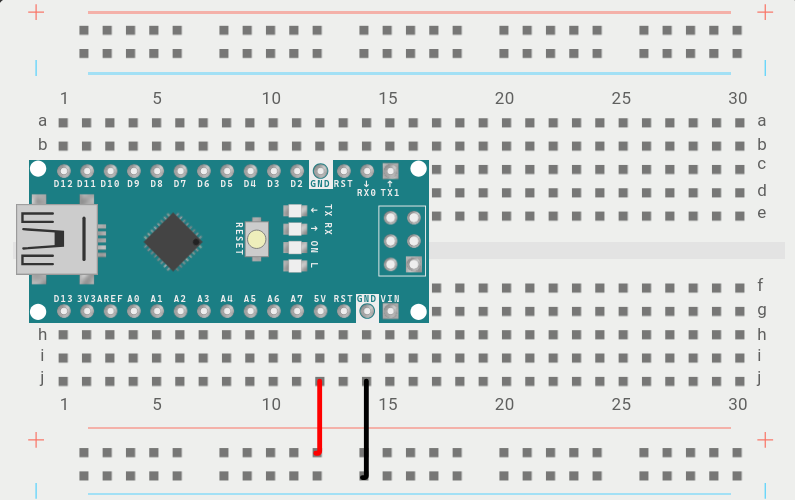 + +
| |
1 5 10 15 20 25 30
a a
b b
c
D12 D11 D10 D9 D8 D7 D6 D5 D4 D3 D2 GND RST ↓ ↑
RX0 TX1
d
e
TX RX
RESET
ON L
D13 3V3 AREF A0 A1 A2 A3 A4 A5 A6 A7 5V RST GND VIN
f
g
h h
i i
j j
1 5 10 15 20 25 30
+ +
| |